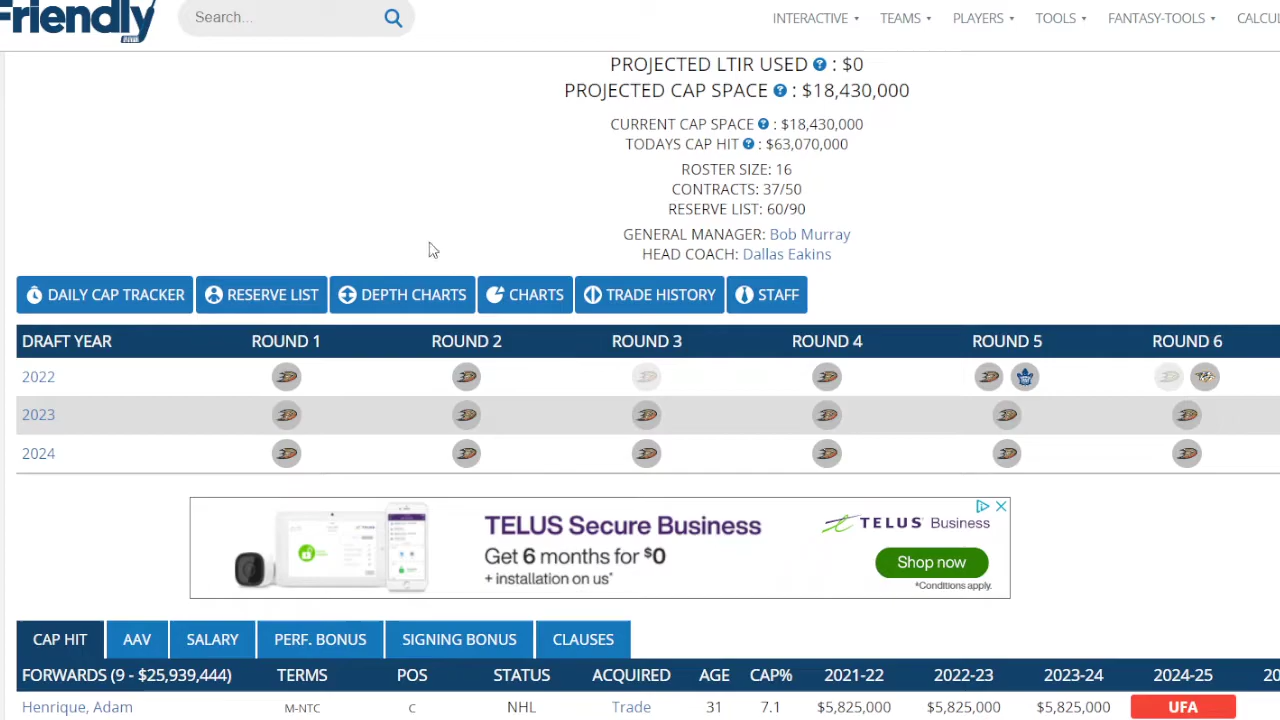 Friendly
Search...
INTERACTIVE TEAMS PLAYERS TOOLS FANTASY-TOOLS CALCUL
PROJECTED LTIR USED ? : $0
PROJECTED CAP SPACE ? : $18,430,000
CURRENT CAP SPACE ? : $18,430,000
TODAYS CAP HIT ? : $63,070,000
ROSTER SIZE: 16
CONTRACTS: 37/50
RESERVE LIST: 60/90
GENERAL MANAGER: Bob Murray
HEAD COACH: Dallas Eakins
DAILY CAP TRACKER RESERVE LIST DEPTH CHARTS CHARTS TRADE HISTORY STAFF
DRAFT YEAR ROUND 1 ROUND 2 ROUND 3 ROUND 4 ROUND 5 ROUND 6
2022
2023
2024
TELUS Secure Business
Get 6 months for $0
+ installation on us*
TELUS Business
Shop now
*Conditions apply.
CAP HIT AAV SALARY PERF. BONUS SIGNING BONUS CLAUSES
FORWARDS (9 - $25,939,444) TERMS POS STATUS ACQUIRED AGE CAP% 2021-22 2022-23 2023-24 2024-25 20
Henrique, Adam M-NTC C NHL Trade 31 7.1 $5,825,000 $5,825,000 $5,825,000 UFA